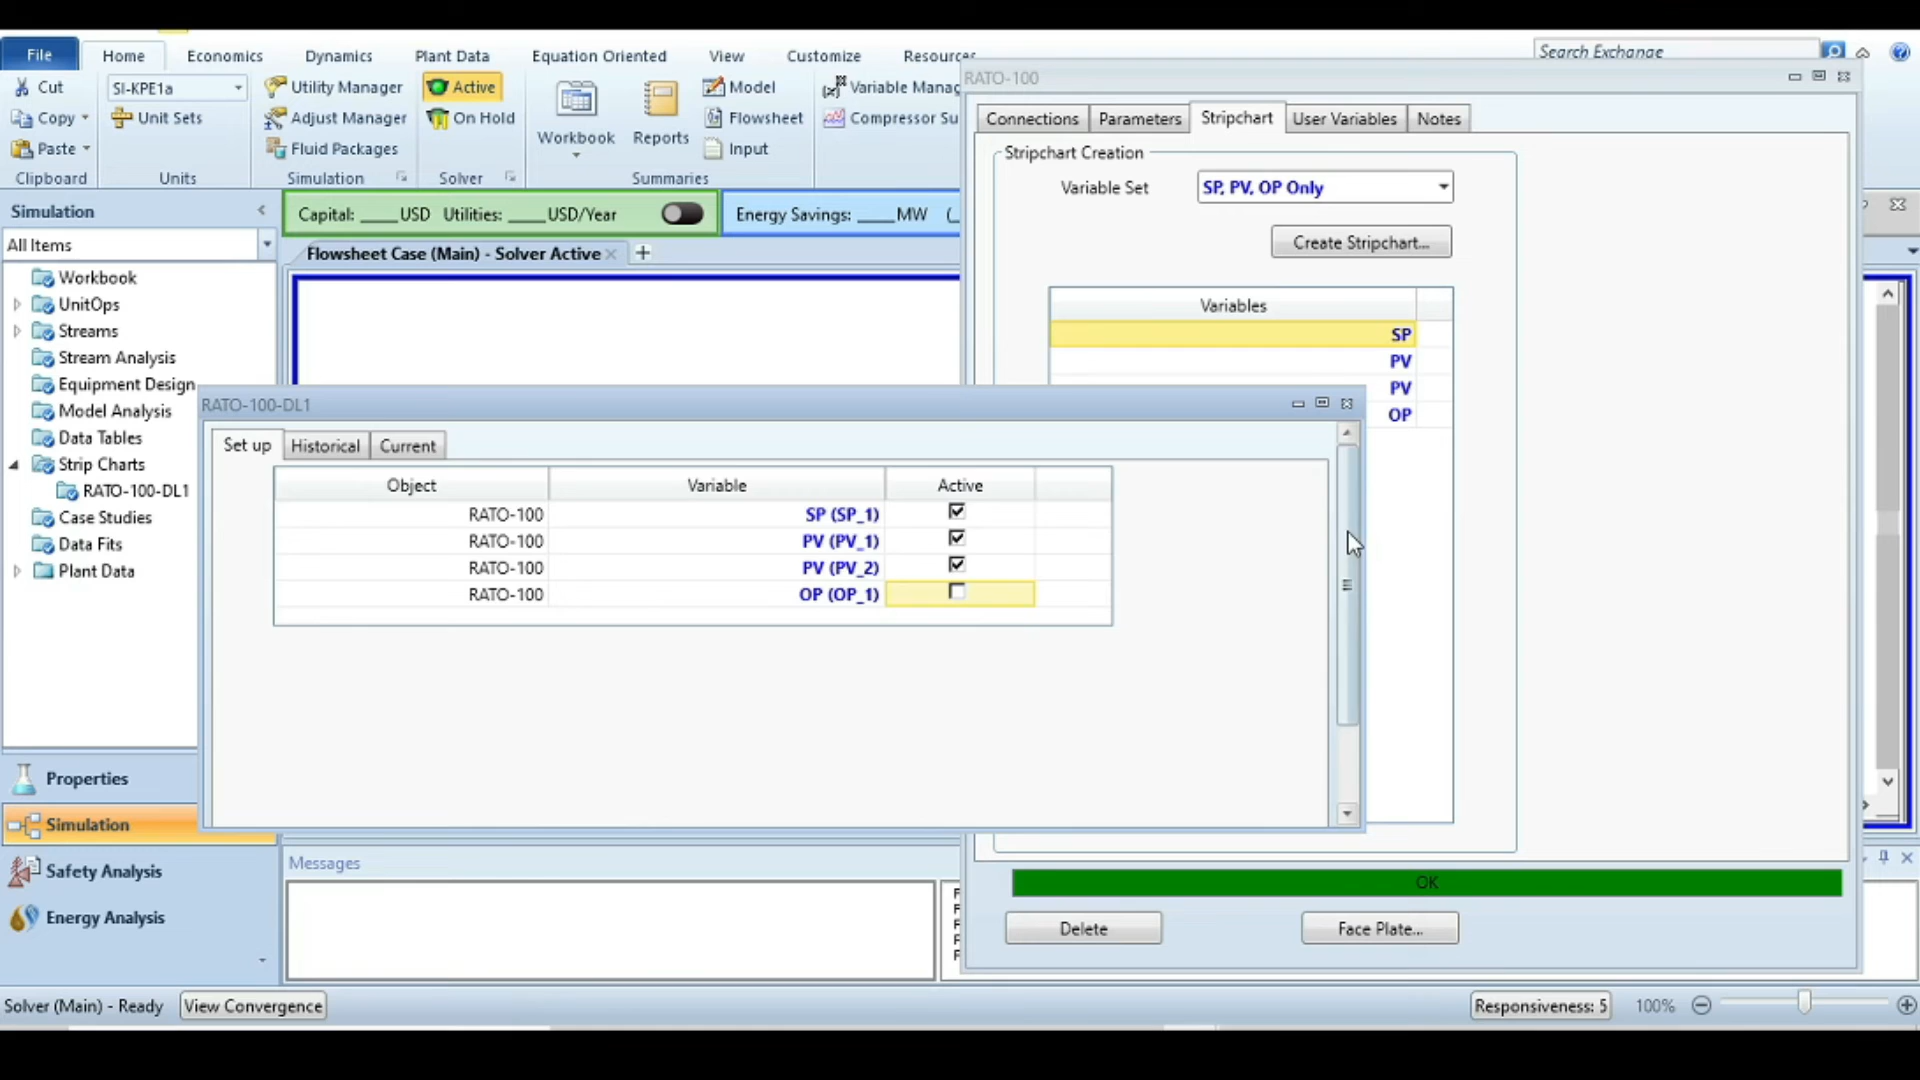 File Home Economics Dynamics Plant Data Equation Oriented View Customize Resources Search Exchange
Cut SI-KPE1a Utility Manager Active Model Variable Manag
Copy Unit Sets Adjust Manager On Hold Workbook Reports Flowsheet Compressor Su
Paste Fluid Packages Input
Clipboard Units Simulation Solver Summaries
Capital: ____USD Utilities: ____USD/Year Energy Savings: ____MW (_
Simulation
All Items
Flowsheet Case (Main) - Solver Active
Workbook
UnitOps
Streams
Stream Analysis
Equipment Design
Model Analysis
Data Tables
Strip Charts
RATO-100-DL1
Case Studies
Data Fits
Plant Data
Properties
Simulation
Safety Analysis
Energy Analysis
RATO-100
Connections Parameters Stripchart User Variables Notes
Stripchart Creation
Variable Set SP, PV, OP Only
Create Stripchart...
Variables
SP
PV
PV
OP
OK
Delete Face Plate...
RATO-100-DL1
Set up Historical Current
Object Variable Active
RATO-100 SP (SP_1)
RATO-100 PV (PV_1)
RATO-100 PV (PV_2)
RATO-100 OP (OP_1)
Messages
Solver (Main) - Ready View Convergence Responsiveness: 5 100%